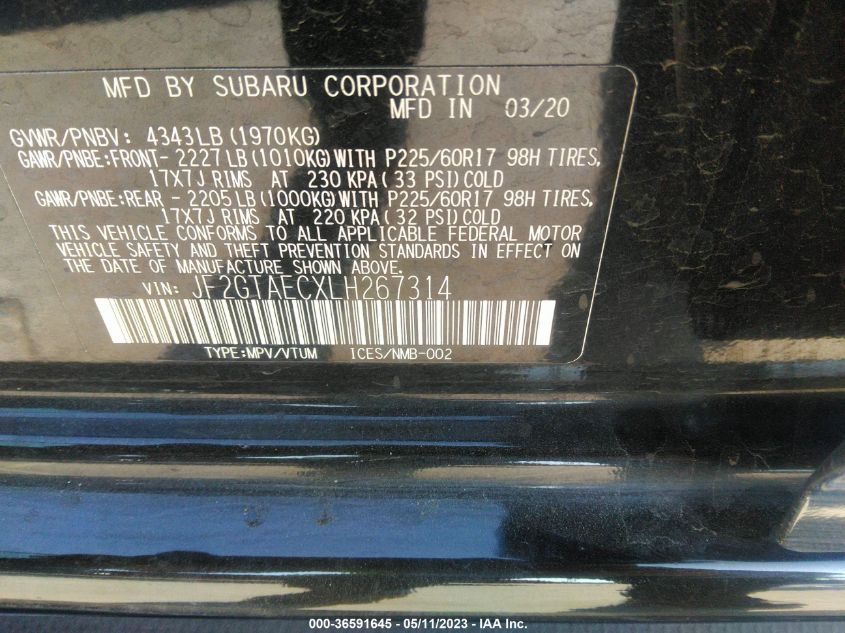 MFD BY SUBARU CORPORATION
MFD IN 03/20
GVWR/PNBV: 4343LB (1970KG)
GAWR/PNBE:FRONT- 2227 LB (1010KG) WITH P225/60R17 98H TIRES,
17X7J RIMS AT 230 KPA (33 PSI) COLD
GAWR/PNBE:REAR - 2205 LB (1000KG) WITH P225/60R17 98H TIRES,
17X7J RIMS AT 220 KPA (32 PSI) COLD
THIS VEHICLE CONFORMS TO ALL APPLICABLE FEDERAL MOTOR
VEHICLE SAFETY AND THEFT PREVENTION STANDARDS IN EFFECT ON
THE DATE OF MANUFACTURE SHOWN ABOVE.
VIN: JF2GTAECXLH267314
TYPE:MPV/VTUM ICES/NMB-002
000-36591645 - 05/11/2023 - IAA Inc.